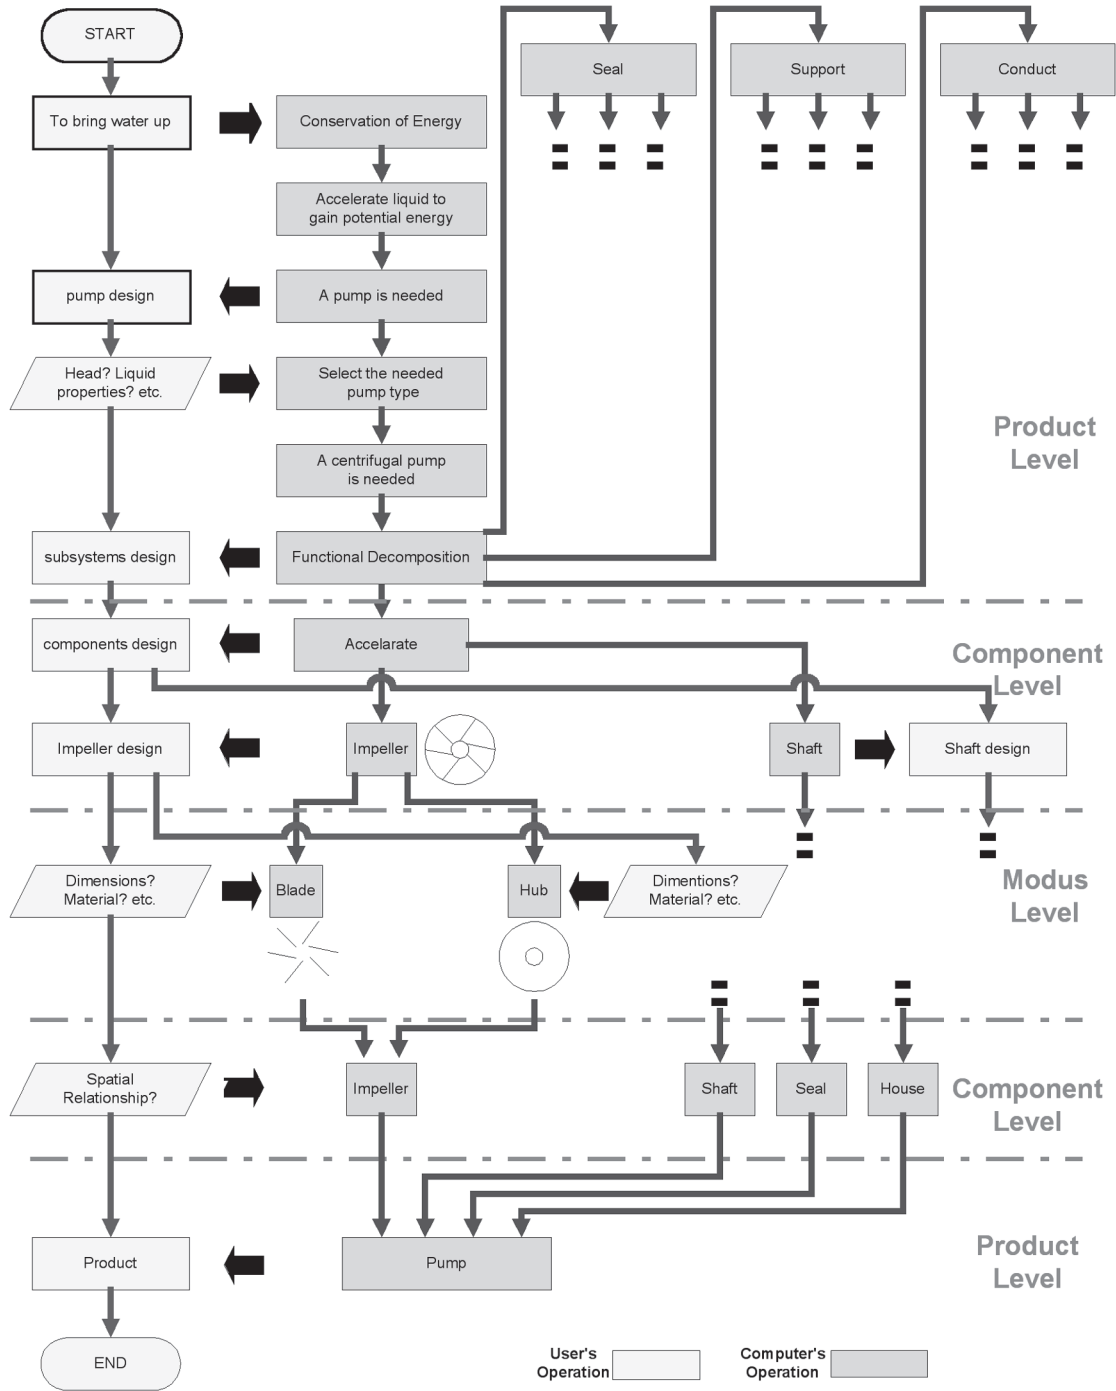 START
Seal
Support
Conduct
To bring water up
Conservation of Energy
Accelerate liquid to
gain potential energy
pump design
A pump is needed
Head? Liquid
properties? etc.
Select the needed
pump type
Product
Level
A centrifugal pump
is needed
subsystems design
Functional Decomposition
components design
Accelarate
Component
Level
Impeller design
Impeller
Shaft
Shaft design
Dimensions?
Material? etc.
Blade
Hub
Dimentions?
Material? etc.
Modus
Level
Spatial
Relationship?
Impeller
Shaft
Seal
House
Component
Level
Product
Pump
Product
Level
END
User's
Operation
Computer's
Operation